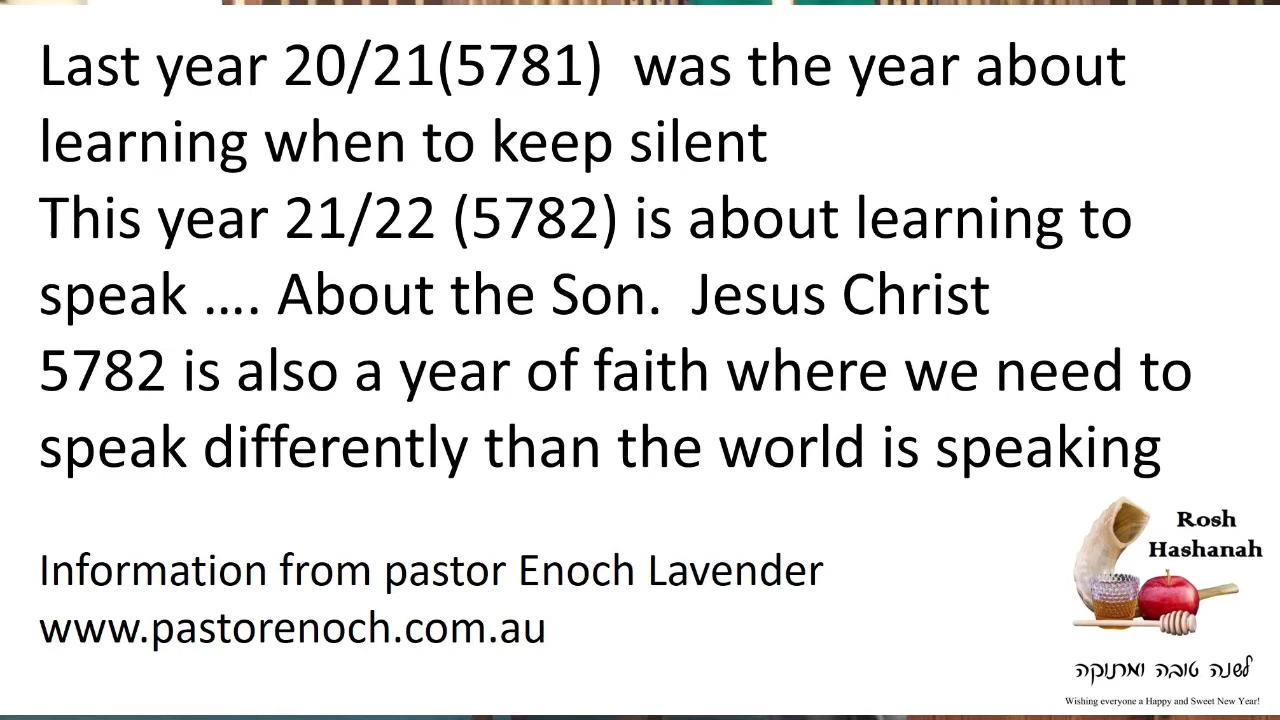 Last year 20/21(5781)  was the year about
learning when to keep silent
This year 21/22 (5782) is about learning to
speak …. About the Son.  Jesus Christ
5782 is also a year of faith where we need to
speak differently than the world is speaking
Information from pastor Enoch Lavender
www.pastorenoch.com.au
Rosh
Hashanah
לשנה טובה ומתוקה
Wishing everyone a Happy and Sweet New Year!